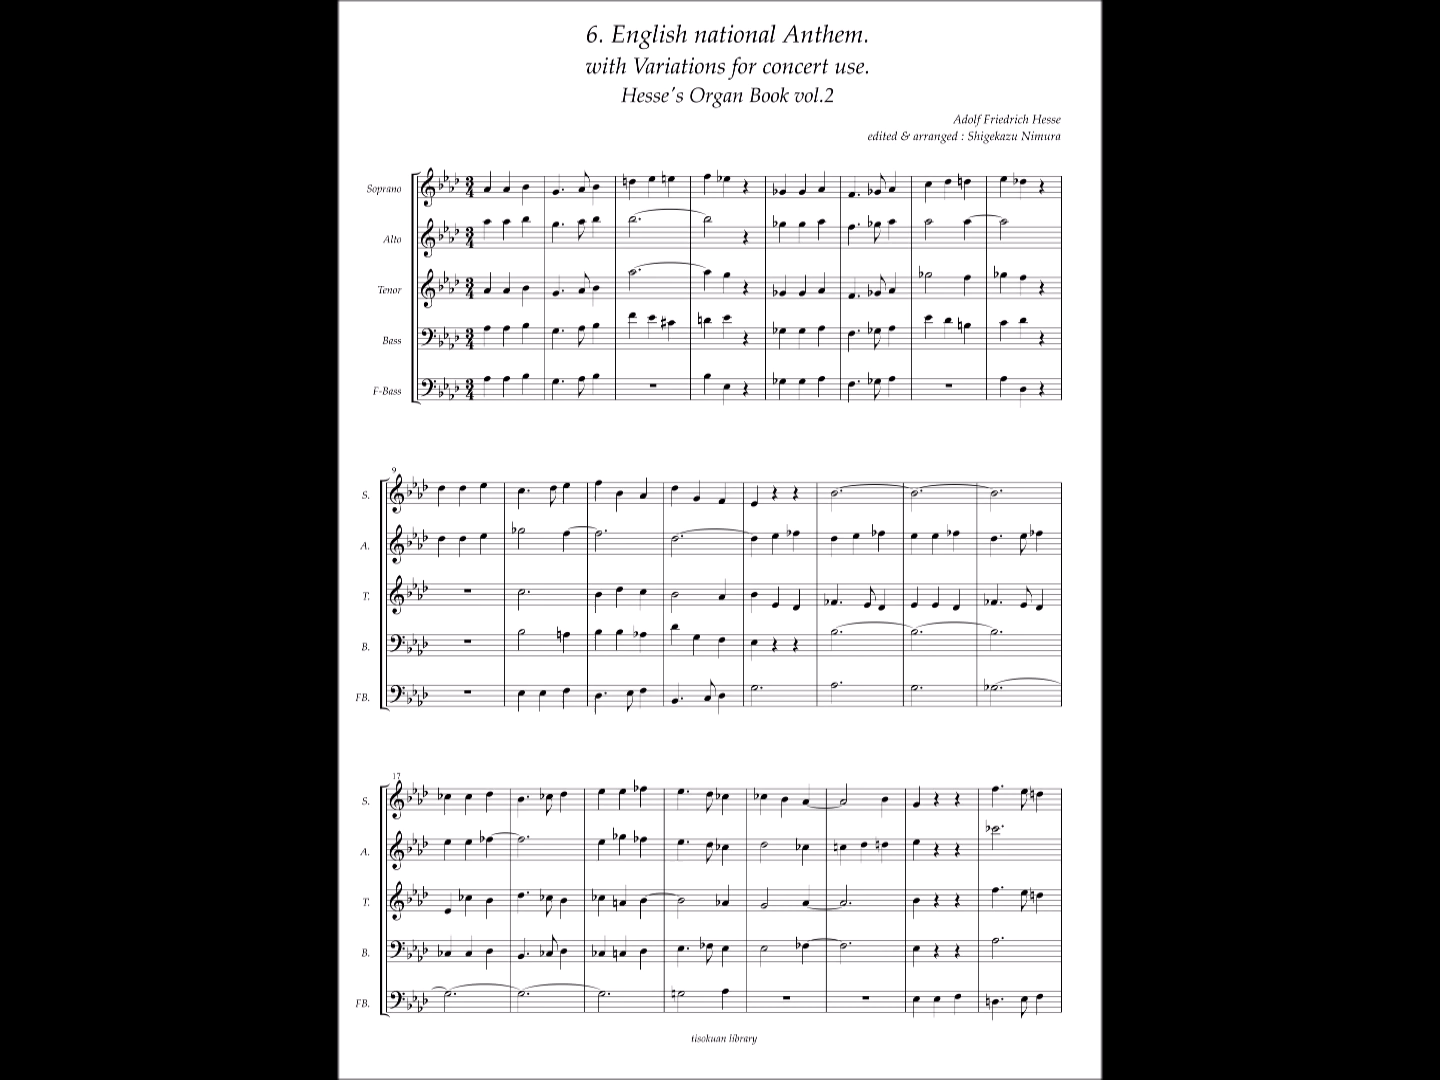 6. English national Anthem.
with Variations for concert use.
Hesse's Organ Book vol.2
Adolf Friedrich Hesse
edited & arranged : Shigekazu Nimura
Soprano
Alto
Tenor
Bass
F-Bass
9
S.
A.
T.
B.
FB.
17
S.
A.
T.
B.
FB.
tisokuan library